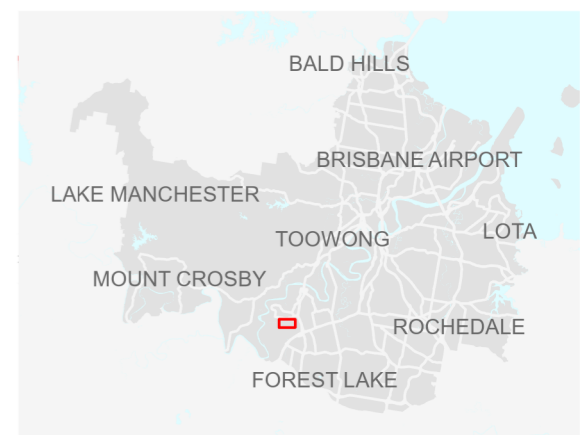 BALD HILLS
BRISBANE AIRPORT
LAKE MANCHESTER
LOTA
TOOWONG
MOUNT CROSBY
ROCHEDALE
FOREST LAKE